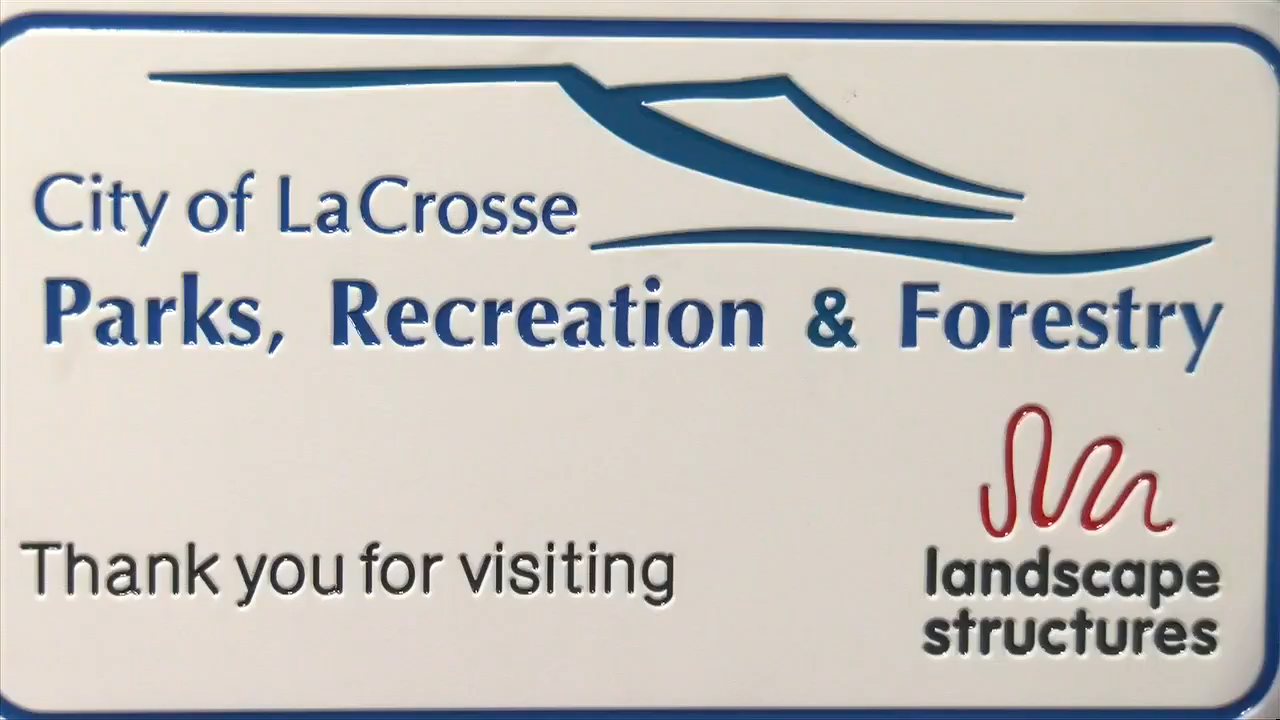 City of LaCrosse
Parks, Recreation & Forestry
Thank you for visiting
landscape
structures